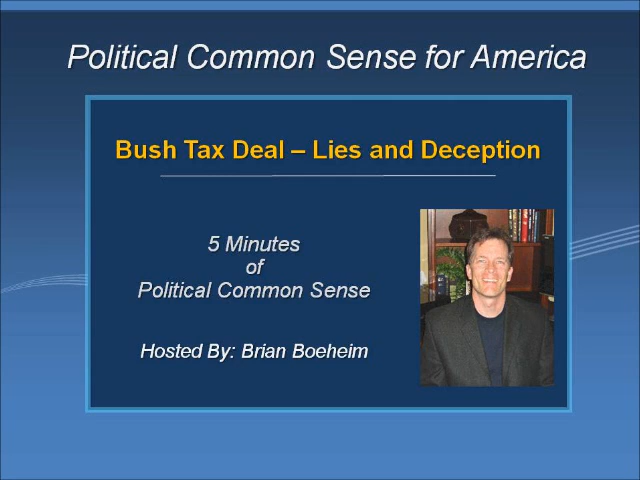 Political Common Sense for America
Bush Tax Deal – Lies and Deception
5 Minutes
of
Political Common Sense
Hosted By: Brian Boeheim